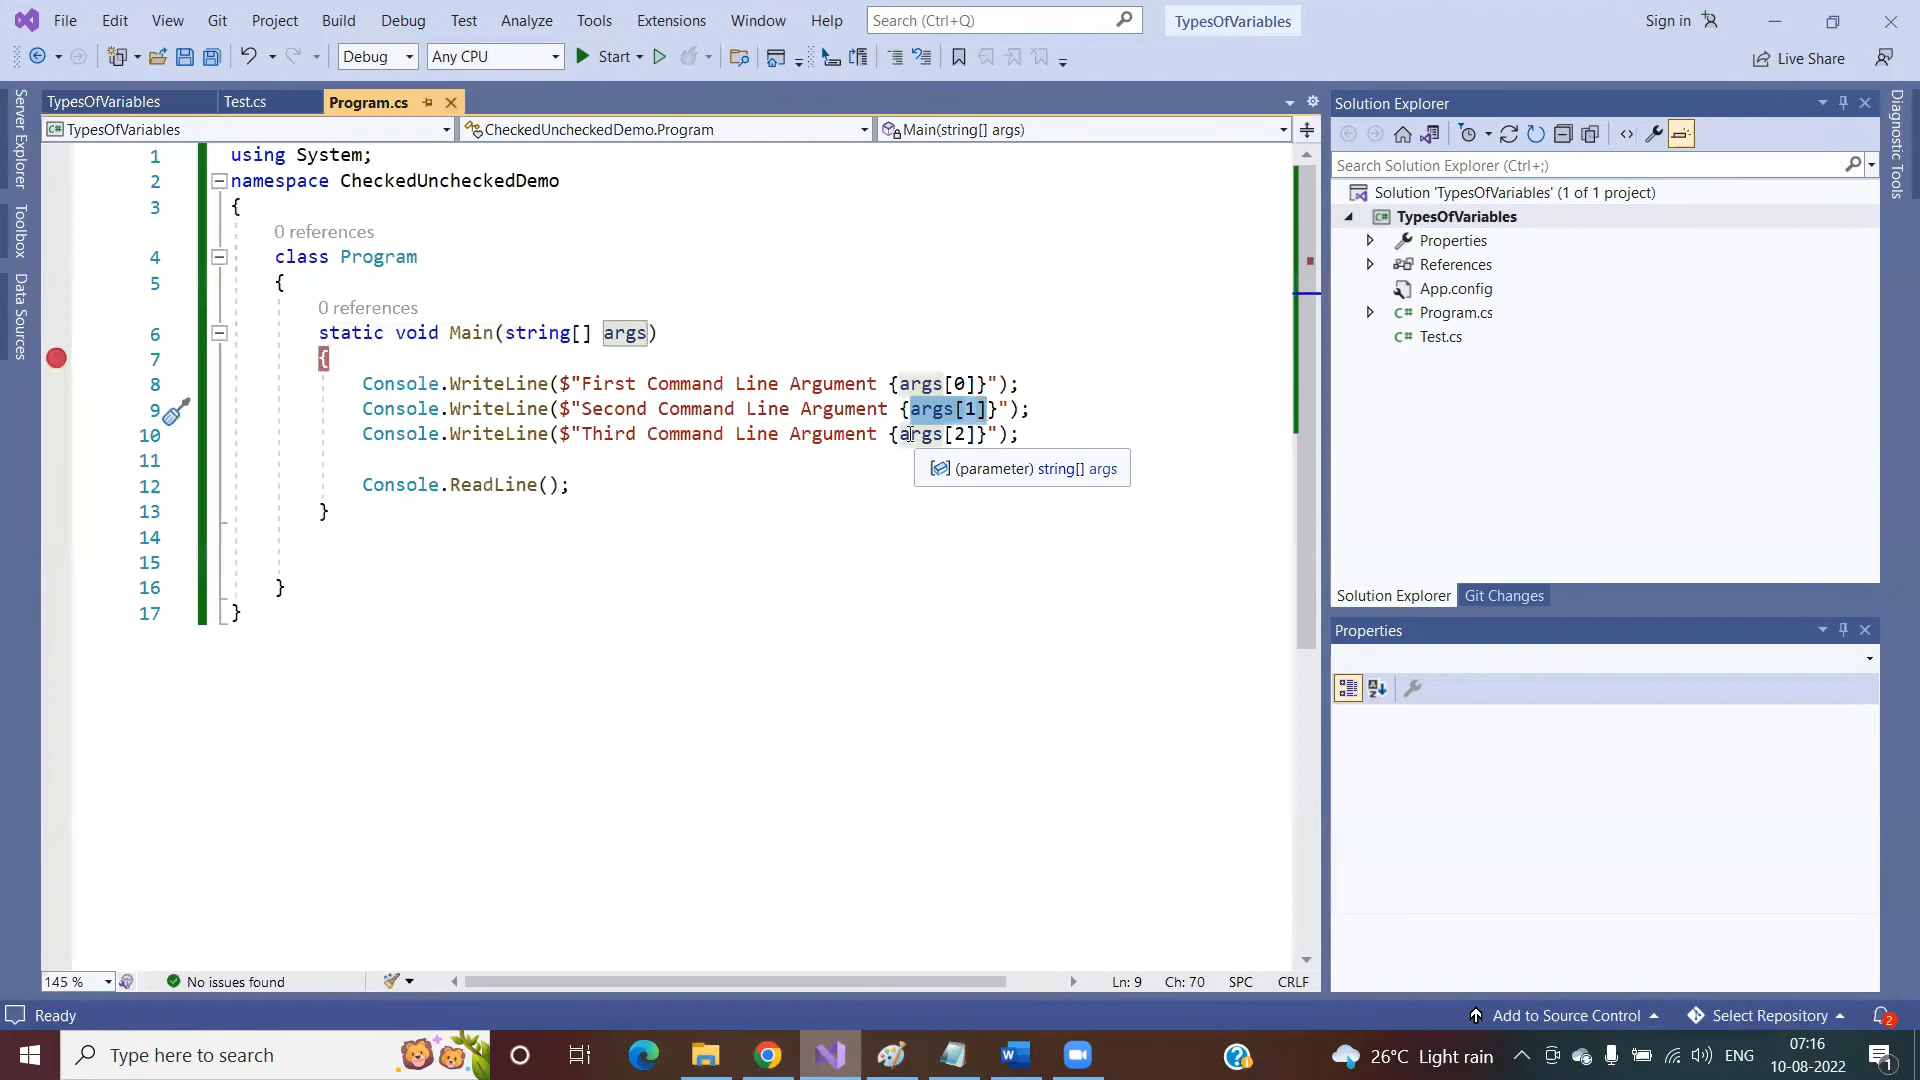 File Edit View Git Project Build Debug Test Analyze Tools Extensions Window Help Search (Ctrl+Q) TypesOfVariables Sign in
Debug Any CPU Start Live Share
Server Explorer
Toolbox
Data Sources
TypesOfVariables Test.cs Program.cs
TypesOfVariables CheckedUncheckedDemo.Program Main(string[] args)
1 using System;
2 namespace CheckedUncheckedDemo
3 {
0 references
4 class Program
5 {
0 references
6 static void Main(string[] args)
7 {
8 Console.WriteLine($"First Command Line Argument {args[0]}");
9 Console.WriteLine($"Second Command Line Argument {args[1]}");
10 Console.WriteLine($"Third Command Line Argument {args[2]}");
(parameter) string[] args
11
12 Console.ReadLine();
13 }
14
15
16 }
17 }
145 % No issues found Ln: 9 Ch: 70 SPC CRLF
Solution Explorer
Search Solution Explorer (Ctrl+;)
Solution 'TypesOfVariables' (1 of 1 project)
C# TypesOfVariables
Properties
References
App.config
C# Program.cs
C# Test.cs
Solution Explorer Git Changes
Properties
Diagnostic Tools
Ready Add to Source Control Select Repository 2
Type here to search 26°C Light rain ENG 07:16
10-08-2022 1